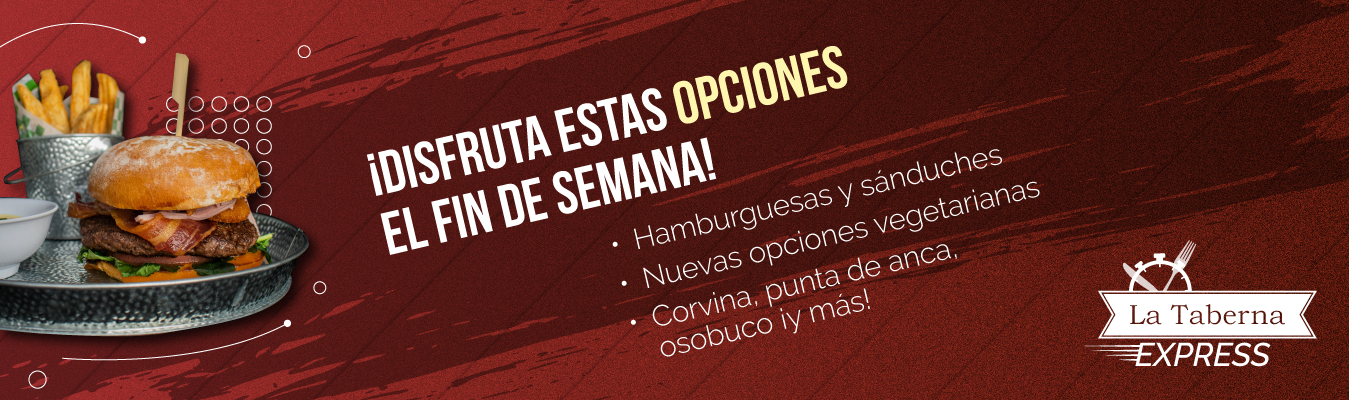 ¡DISFRUTA ESTAS OPCIONES
EL FIN DE SEMANA!
• Hamburguesas y sánduches
• Nuevas opciones vegetarianas
• Corvina, punta de anca,
osobuco ¡y más!
La Taberna
EXPRESS